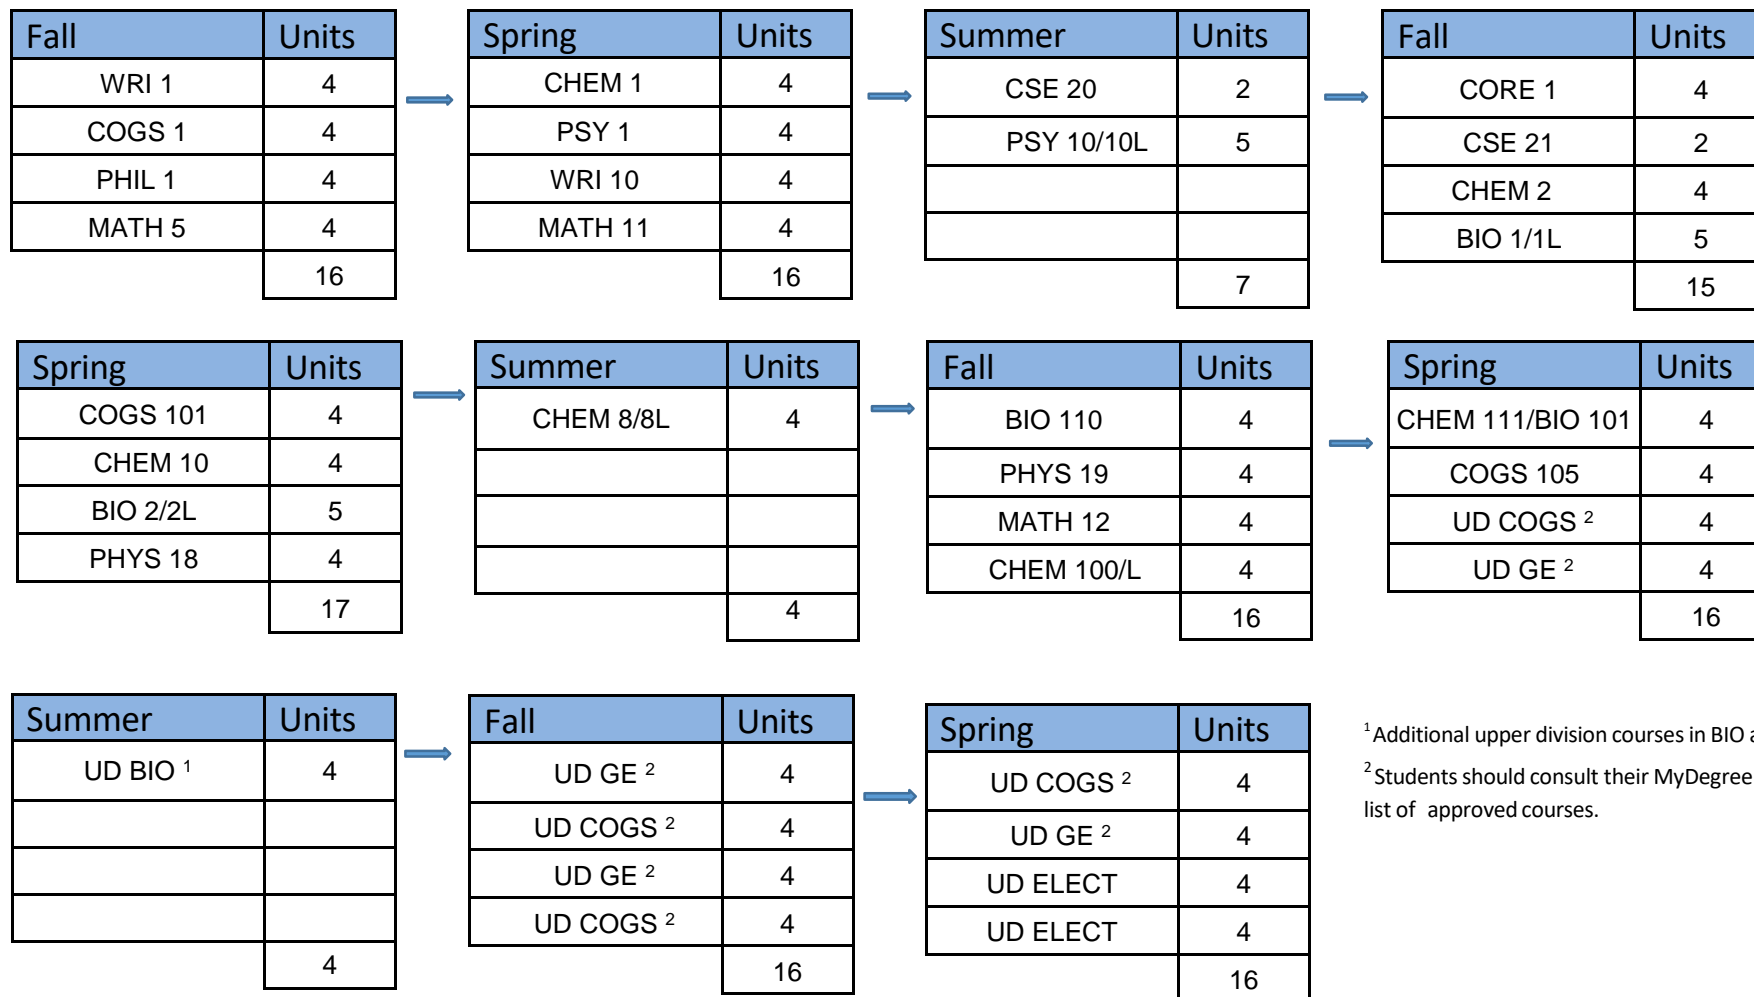 Fall Units
WRI 1 4
COGS 1 4
PHIL 1 4
MATH 5 4
16
Spring Units
CHEM 1 4
PSY 1 4
WRI 10 4
MATH 11 4
16
Summer Units
CSE 20 2
PSY 10/10L 5
7
Fall Units
CORE 1 4
CSE 21 2
CHEM 2 4
BIO 1/1L 5
15
Spring Units
COGS 101 4
CHEM 10 4
BIO 2/2L 5
PHYS 18 4
17
Summer Units
CHEM 8/8L 4
4
Fall Units
BIO 110 4
PHYS 19 4
MATH 12 4
CHEM 100/L 4
16
Spring Units
CHEM 111/BIO 101 4
COGS 105 4
UD COGS ² 4
UD GE ² 4
16
Summer Units
UD BIO ¹ 4
4
Fall Units
UD GE ² 4
UD COGS ² 4
UD GE ² 4
UD COGS ² 4
16
Spring Units
UD COGS ² 4
UD GE ² 4
UD ELECT 4
UD ELECT 4
16
¹ Additional upper division courses in BIO
² Students should consult their MyDegree
list of approved courses.